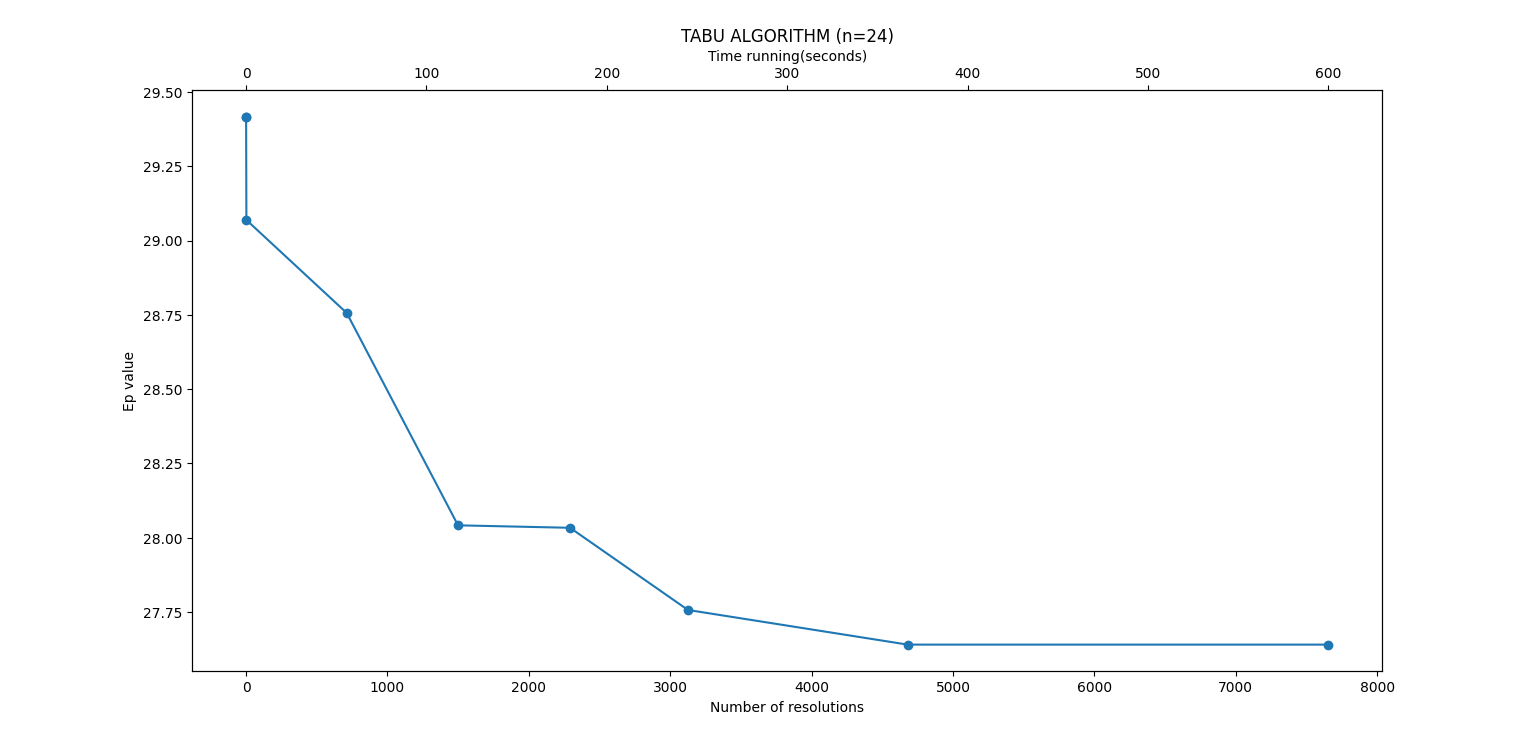 TABU ALGORITHM (n=24)
Time running(seconds)
0 100 200 300 400 500 600
29.50
29.25
29.00
28.75
28.50
28.25
28.00
27.75
Ep value
0 1000 2000 3000 4000 5000 6000 7000 8000
Number of resolutions